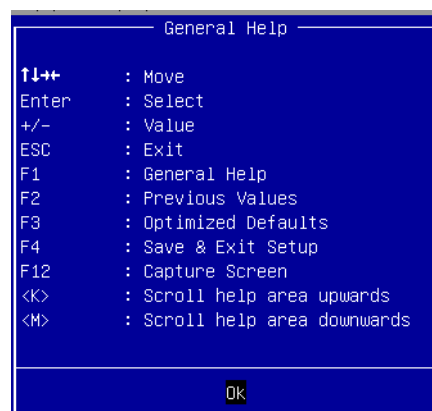 General Help
↑↓→← : Move
Enter : Select
+/- : Value
ESC : Exit
F1 : General Help
F2 : Previous Values
F3 : Optimized Defaults
F4 : Save & Exit Setup
F12 : Capture Screen
<K> : Scroll help area upwards
<M> : Scroll help area downwards
Ok